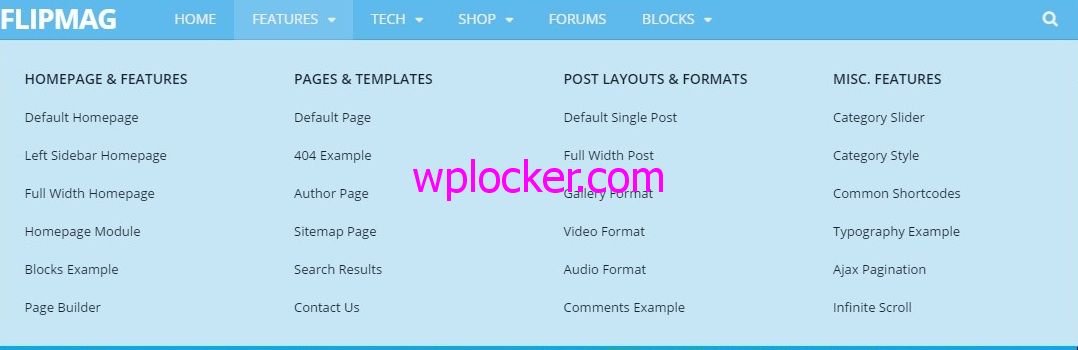 FLIPMAG HOME FEATURES TECH SHOP FORUMS BLOCKS
HOMEPAGE & FEATURES PAGES & TEMPLATES POST LAYOUTS & FORMATS MISC. FEATURES
Default Homepage Default Page Default Single Post Category Slider
Left Sidebar Homepage 404 Example Full Width Post Category Style
wplocker.com
Full Width Homepage Author Page Gallery Format Common Shortcodes
Homepage Module Sitemap Page Video Format Typography Example
Blocks Example Search Results Audio Format Ajax Pagination
Page Builder Contact Us Comments Example Infinite Scroll